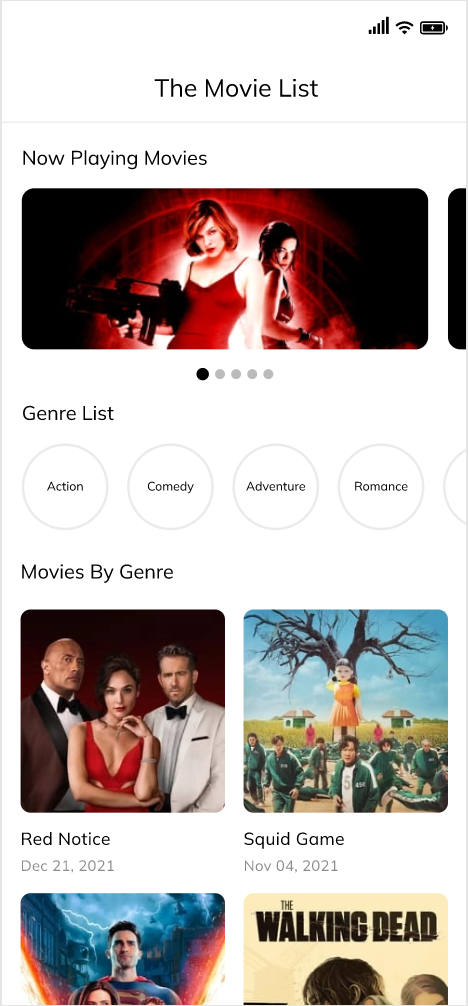 The Movie List
Now Playing Movies
Genre List
Action
Comedy
Adventure
Romance
Movies By Genre
Red Notice
Squid Game
Dec 21, 2021
Nov 04, 2021
THE
WALKING DEAD